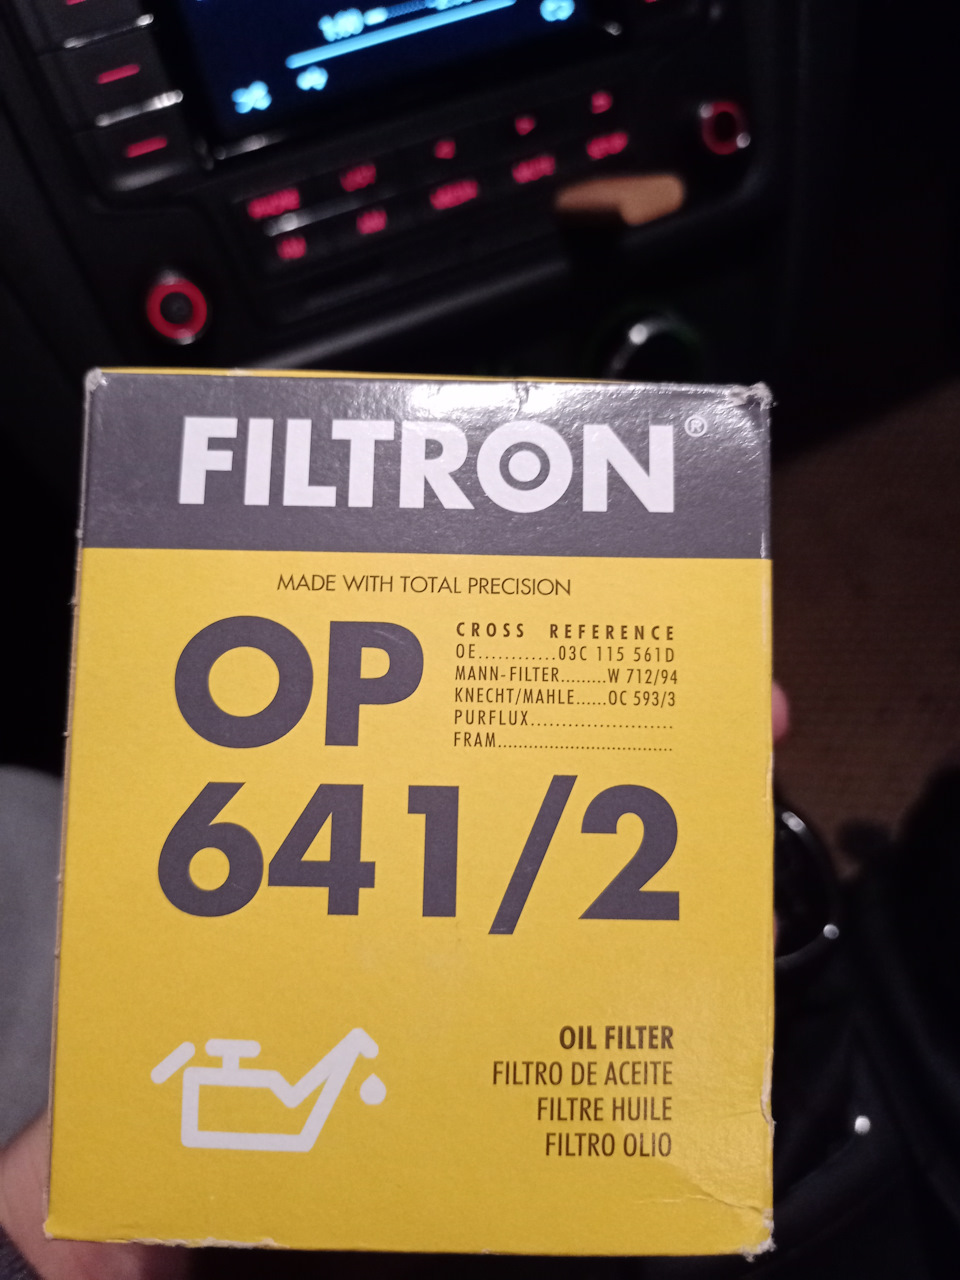 FILTRON®
MADE WITH TOTAL PRECISION
OP
641/2
CROSS REFERENCE
OE............03C 115 561D
MANN-FILTER.........W 712/94
KNECHT/MAHLE......OC 593/3
PURFLUX......................
FRAM..................................
OIL FILTER
FILTRO DE ACEITE
FILTRE HUILE
FILTRO OLIO